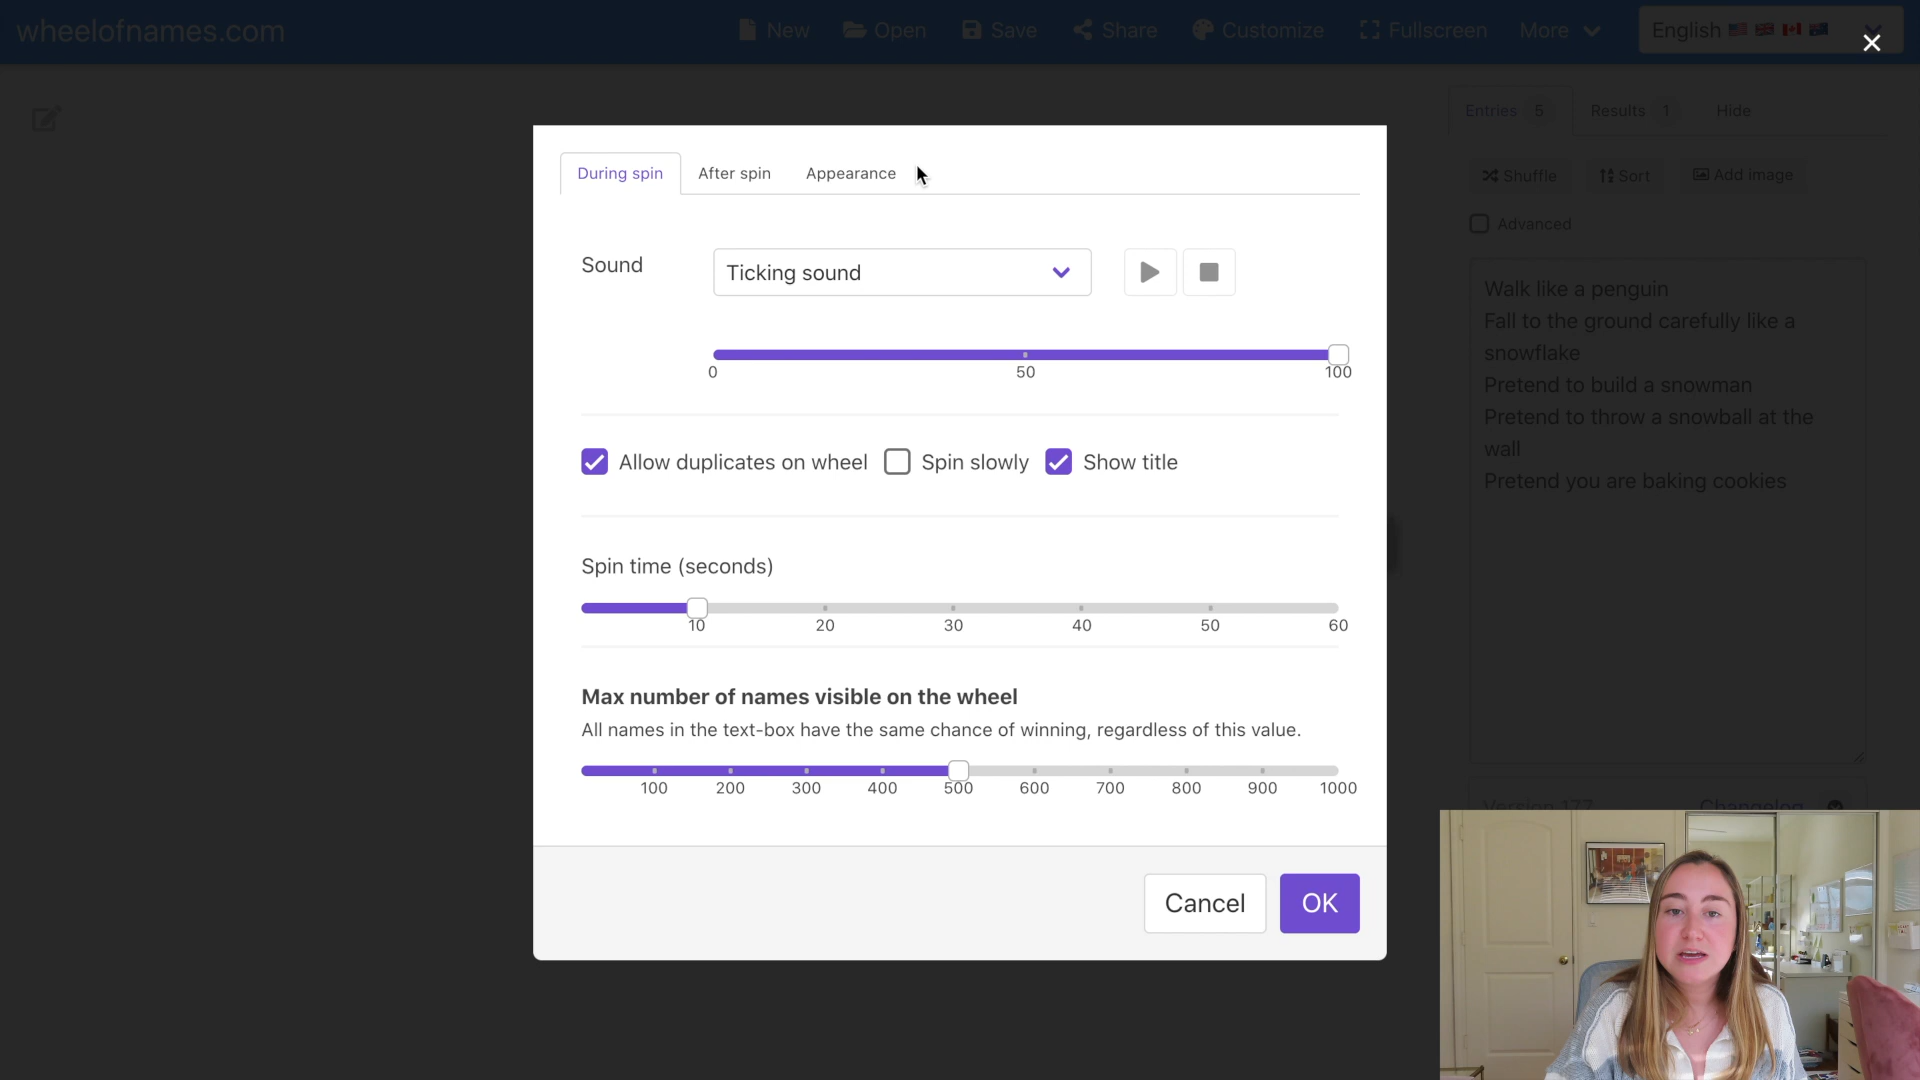 wheelofnames.com
New
Open
Save
Share
Customize
Fullscreen
More
English
Entries 5
Results 1
Hide
Shuffle
Sort
Add image
Advanced
Walk like a penguin
Fall to the ground carefully like a
snowflake
Pretend to build a snowman
Pretend to throw a snowball at the
wall
Pretend you are baking cookies
Version 177
Changelog
During spin
After spin
Appearance
Sound
Ticking sound
0
50
100
Allow duplicates on wheel
Spin slowly
Show title
Spin time (seconds)
10
20
30
40
50
60
Max number of names visible on the wheel
All names in the text-box have the same chance of winning, regardless of this value.
100
200
300
400
500
600
700
800
900
1000
Cancel
OK